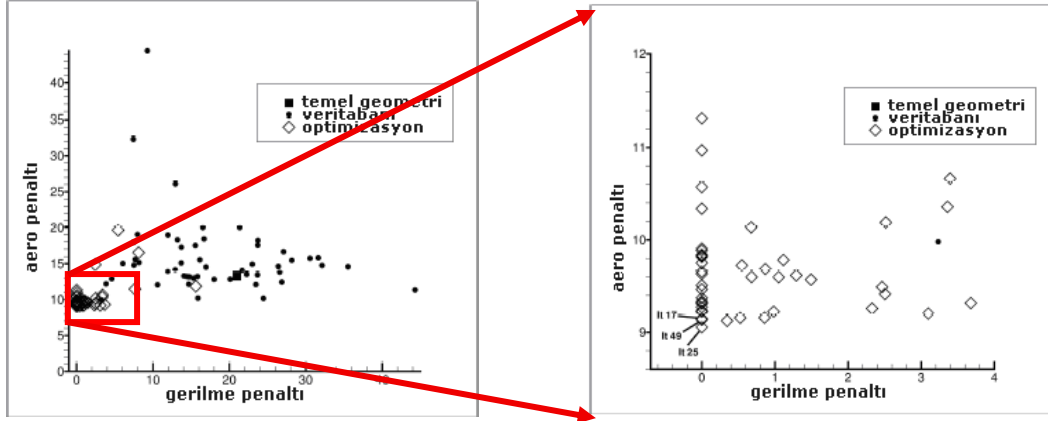 40
35
30
25
20
15
10
5
0
0
10
20
30
40
aero penaltı
gerilme penaltı
temel geometri
veritabanı
optimizasyon
12
11
10
9
0
1
2
3
4
aero penaltı
gerilme penaltı
temel geometri
veritabanı
optimizasyon
It 17
It 49
It 25